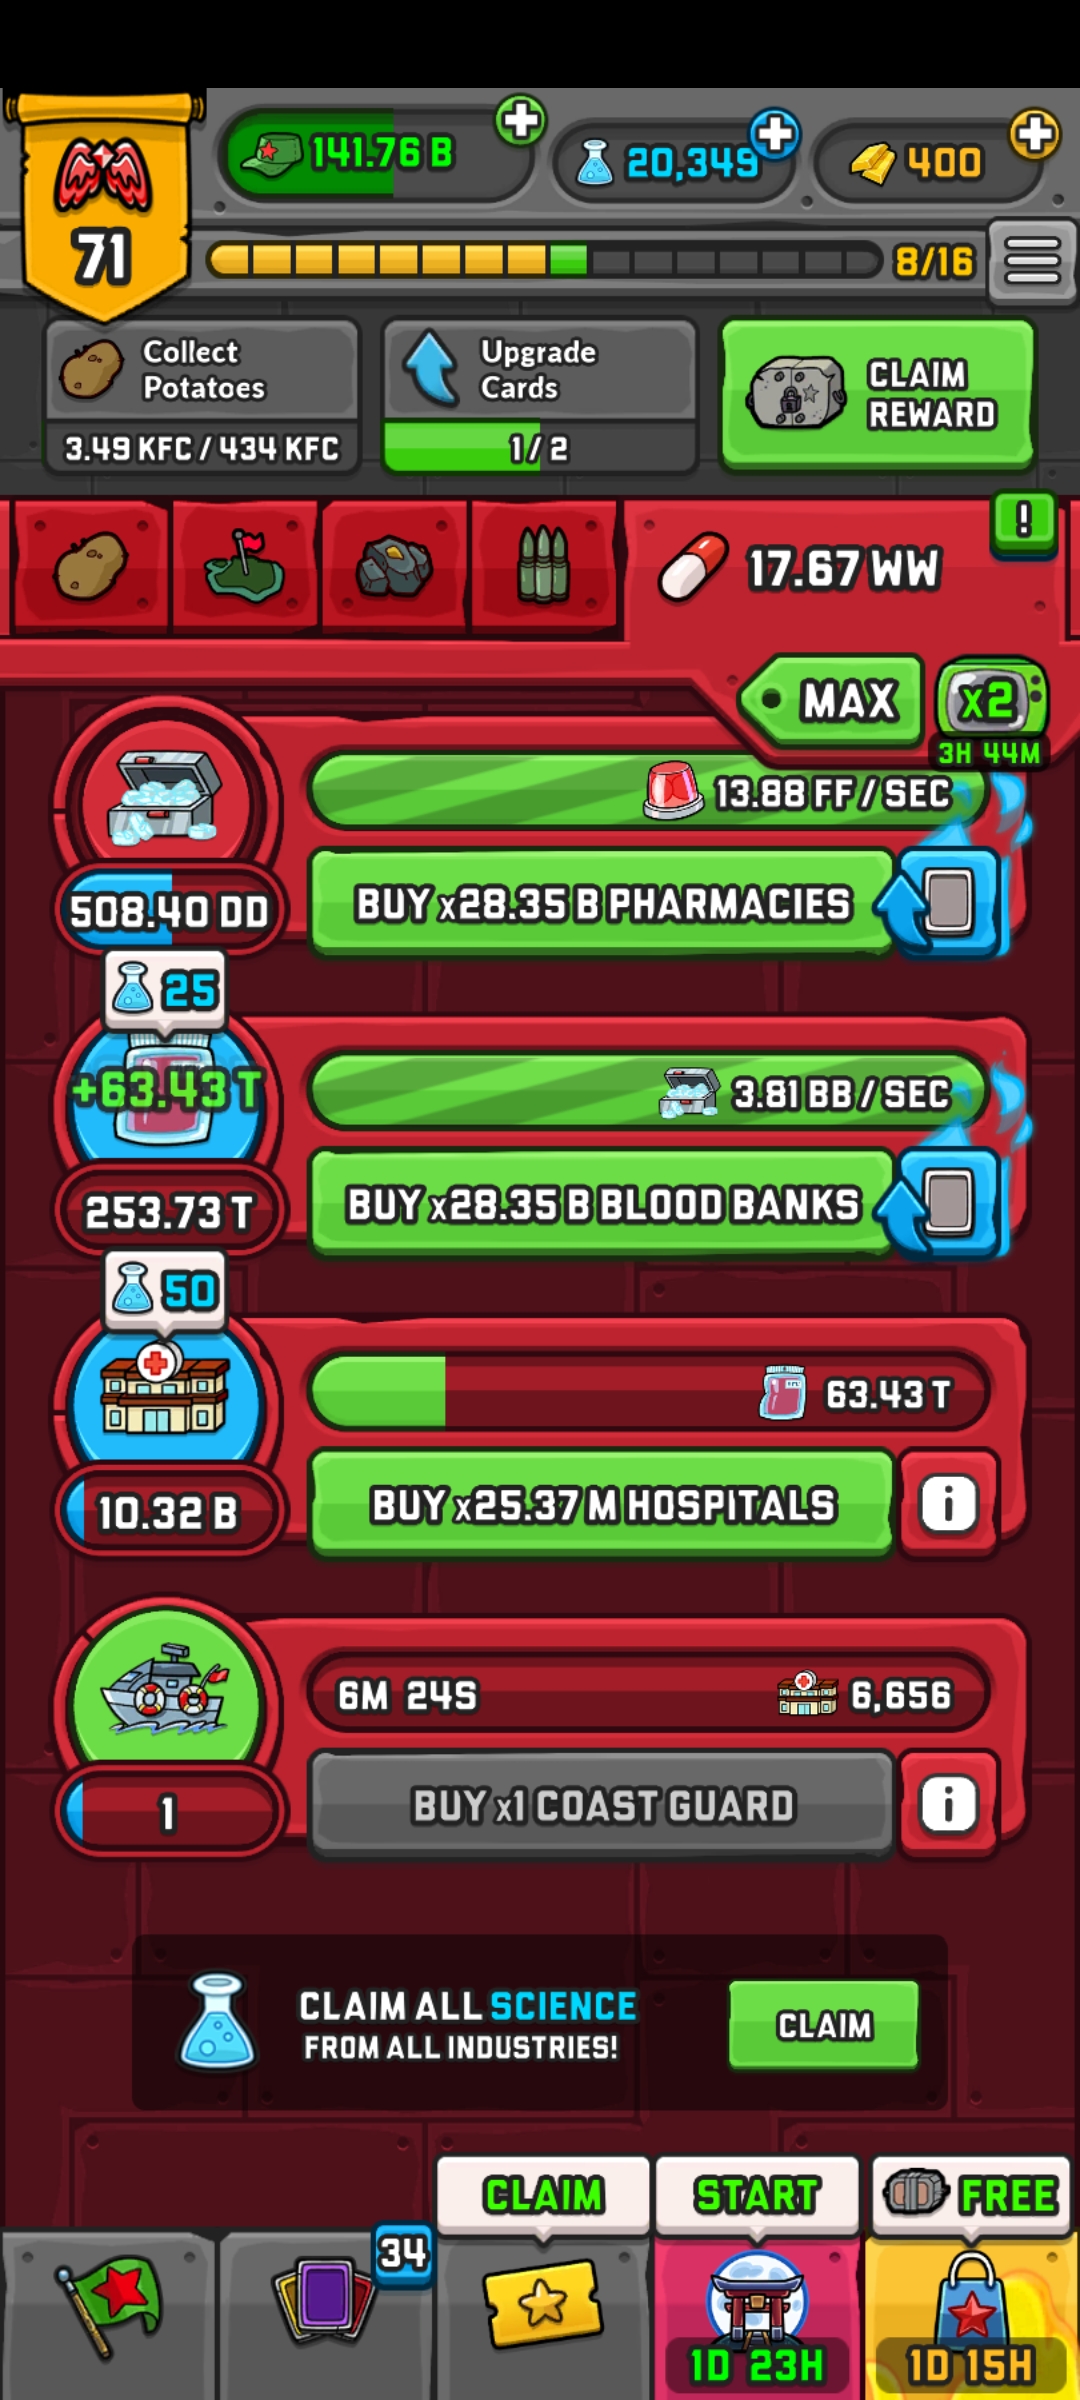 141.76 B
20,349
400
71
8/16
Collect
Potatoes
3.49 KFC / 434 KFC
Upgrade
Cards
1/2
CLAIM
REWARD
!
17.67 WW
MAX
x2
3H 44M
13.88 FF / SEC
508.40 DD
BUY x28.35 B PHARMACIES
25
+63.43 T
3.81 BB / SEC
253.73 T
BUY x28.35 B BLOOD BANKS
50
63.43 T
10.32 B
BUY x25.37 M HOSPITALS
i
6M 24S
6,656
1
BUY x1 COAST GUARD
i
CLAIM ALL SCIENCE
FROM ALL INDUSTRIES!
CLAIM
CLAIM
START
FREE
34
1D 23H
1D 15H